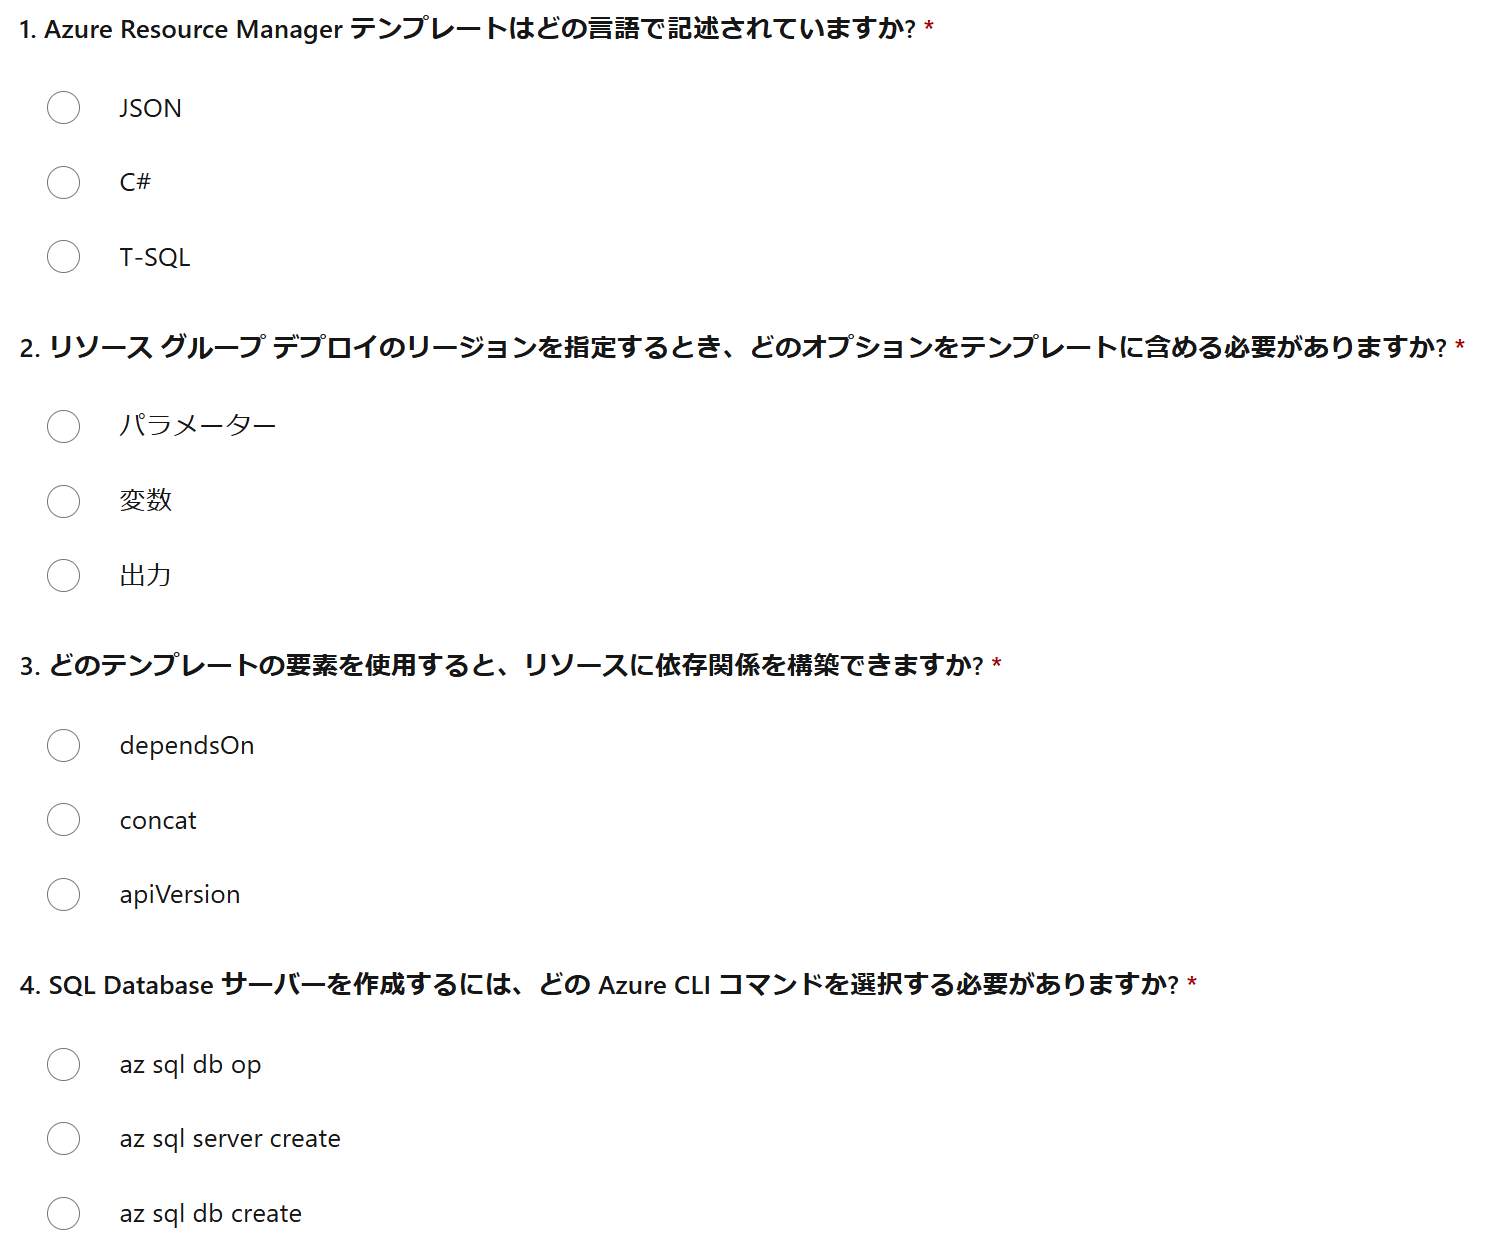 1. Azure Resource Manager テンプレートはどの言語で記述されていますか? *
JSON
C#
T-SQL
2. リソース グループ デプロイのリージョンを指定するとき、どのオプションをテンプレートに含める必要がありますか? *
パラメーター
変数
出力
3. どのテンプレートの要素を使用すると、リソースに依存関係を構築できますか? *
dependsOn
concat
apiVersion
4. SQL Database サーバーを作成するには、どの Azure CLI コマンドを選択する必要がありますか? *
az sql db op
az sql server create
az sql db create